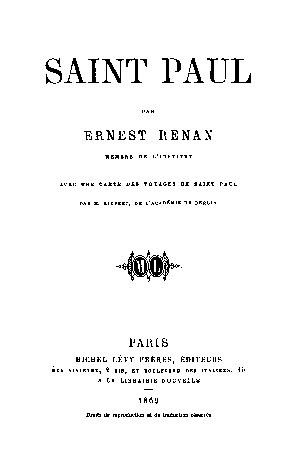 SAINT PAUL
PAR
ERNEST RENAN
MEMBRE DE L'INSTITUT
AVEC UNE CARTE DES VOYAGES DE SAINT PAUL
PAR M. KIEPERT, DE L'ACADÉMIE DE BERLIN
ML
PARIS
MICHEL LÉVY FRÈRES, ÉDITEURS
RUE VIVIENNE, 2 BIS, ET BOULEVARD DES ITALIENS, 15
A LA LIBRAIRIE NOUVELLE
1869
Droits de reproduction et de traduction réservés